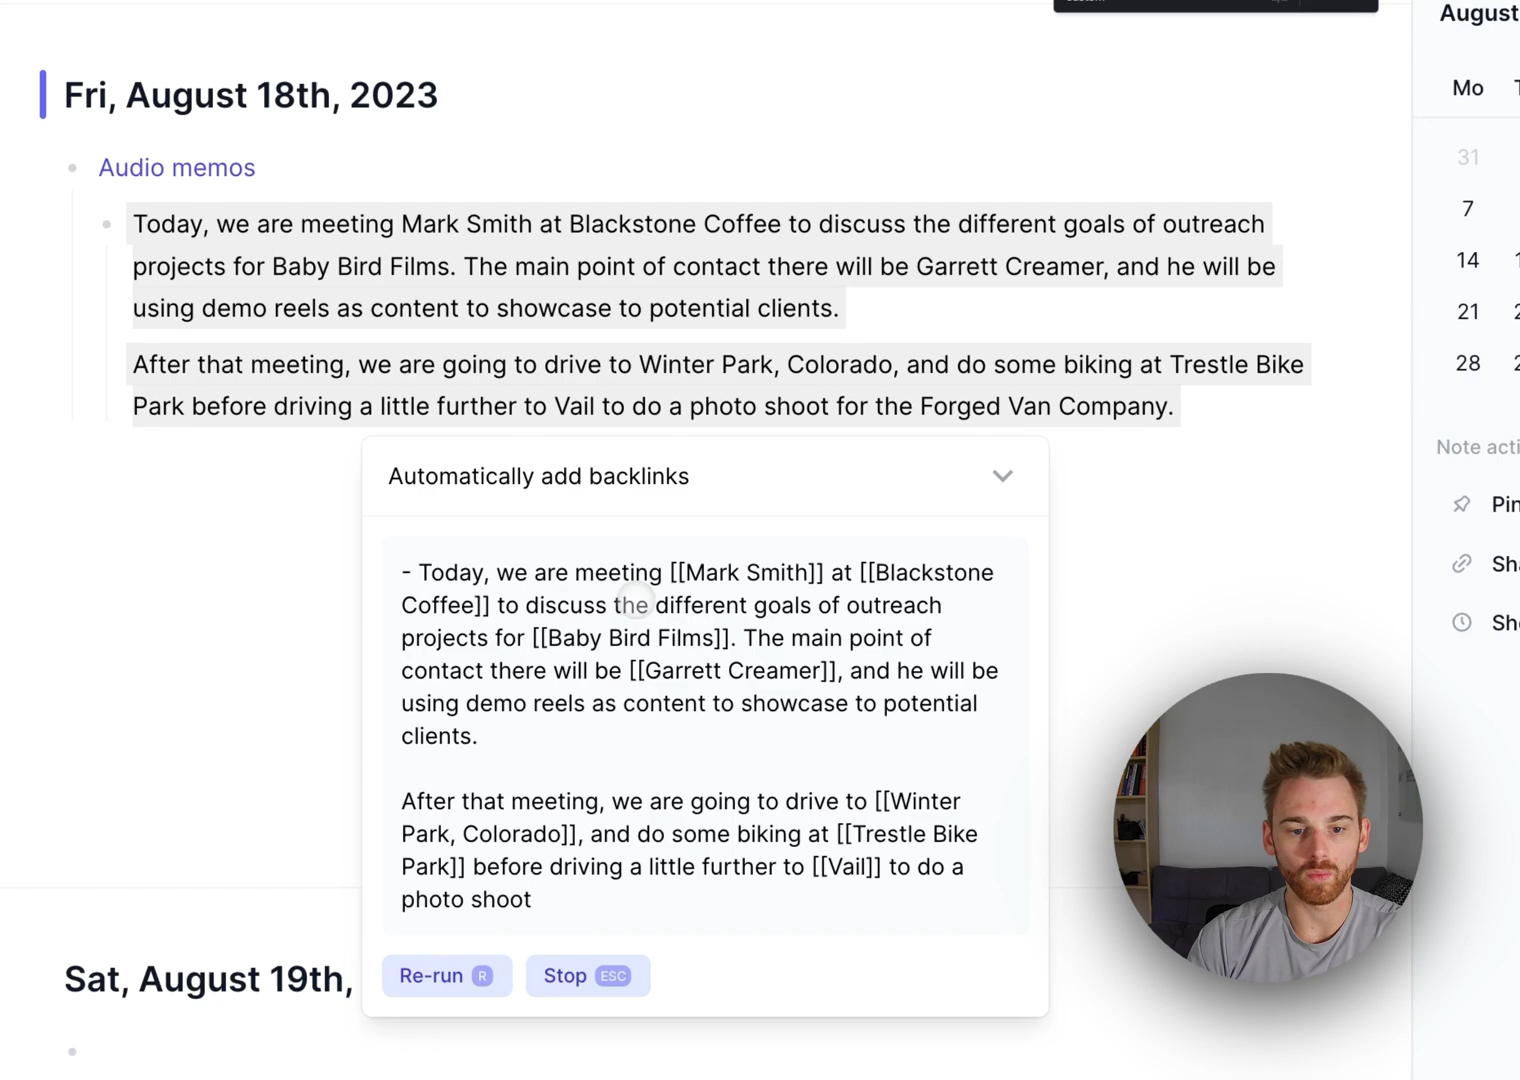 August
Fri, August 18th, 2023
Mo
Audio memos
31
Today, we are meeting Mark Smith at Blackstone Coffee to discuss the different goals of outreach
projects for Baby Bird Films. The main point of contact there will be Garrett Creamer, and he will be
using demo reels as content to showcase to potential clients.
7
14
21
After that meeting, we are going to drive to Winter Park, Colorado, and do some biking at Trestle Bike
Park before driving a little further to Vail to do a photo shoot for the Forged Van Company.
28
Note acti
Automatically add backlinks
Pin
- Today, we are meeting [[Mark Smith]] at [[Blackstone
Coffee]] to discuss the different goals of outreach
projects for [[Baby Bird Films]]. The main point of
contact there will be [[Garrett Creamer]], and he will be
using demo reels as content to showcase to potential
clients.
Sha
Sho
After that meeting, we are going to drive to [[Winter
Park, Colorado]], and do some biking at [[Trestle Bike
Park]] before driving a little further to [[Vail]] to do a
photo shoot
Re-run R
Stop ESC
Sat, August 19th,